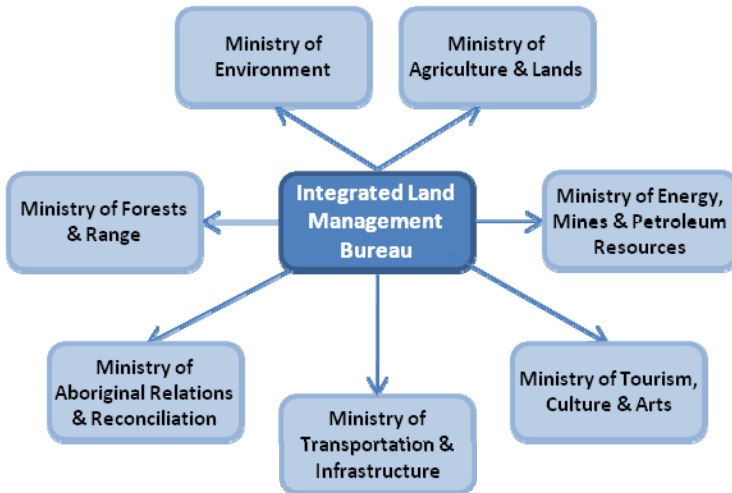 Ministry of
Environment
Ministry of
Agriculture & Lands
Ministry of Forests
& Range
Integrated Land
Management
Bureau
Ministry of Energy,
Mines & Petroleum
Resources
Ministry of
Aboriginal Relations
& Reconciliation
Ministry of
Transportation &
Infrastructure
Ministry of Tourism,
Culture & Arts